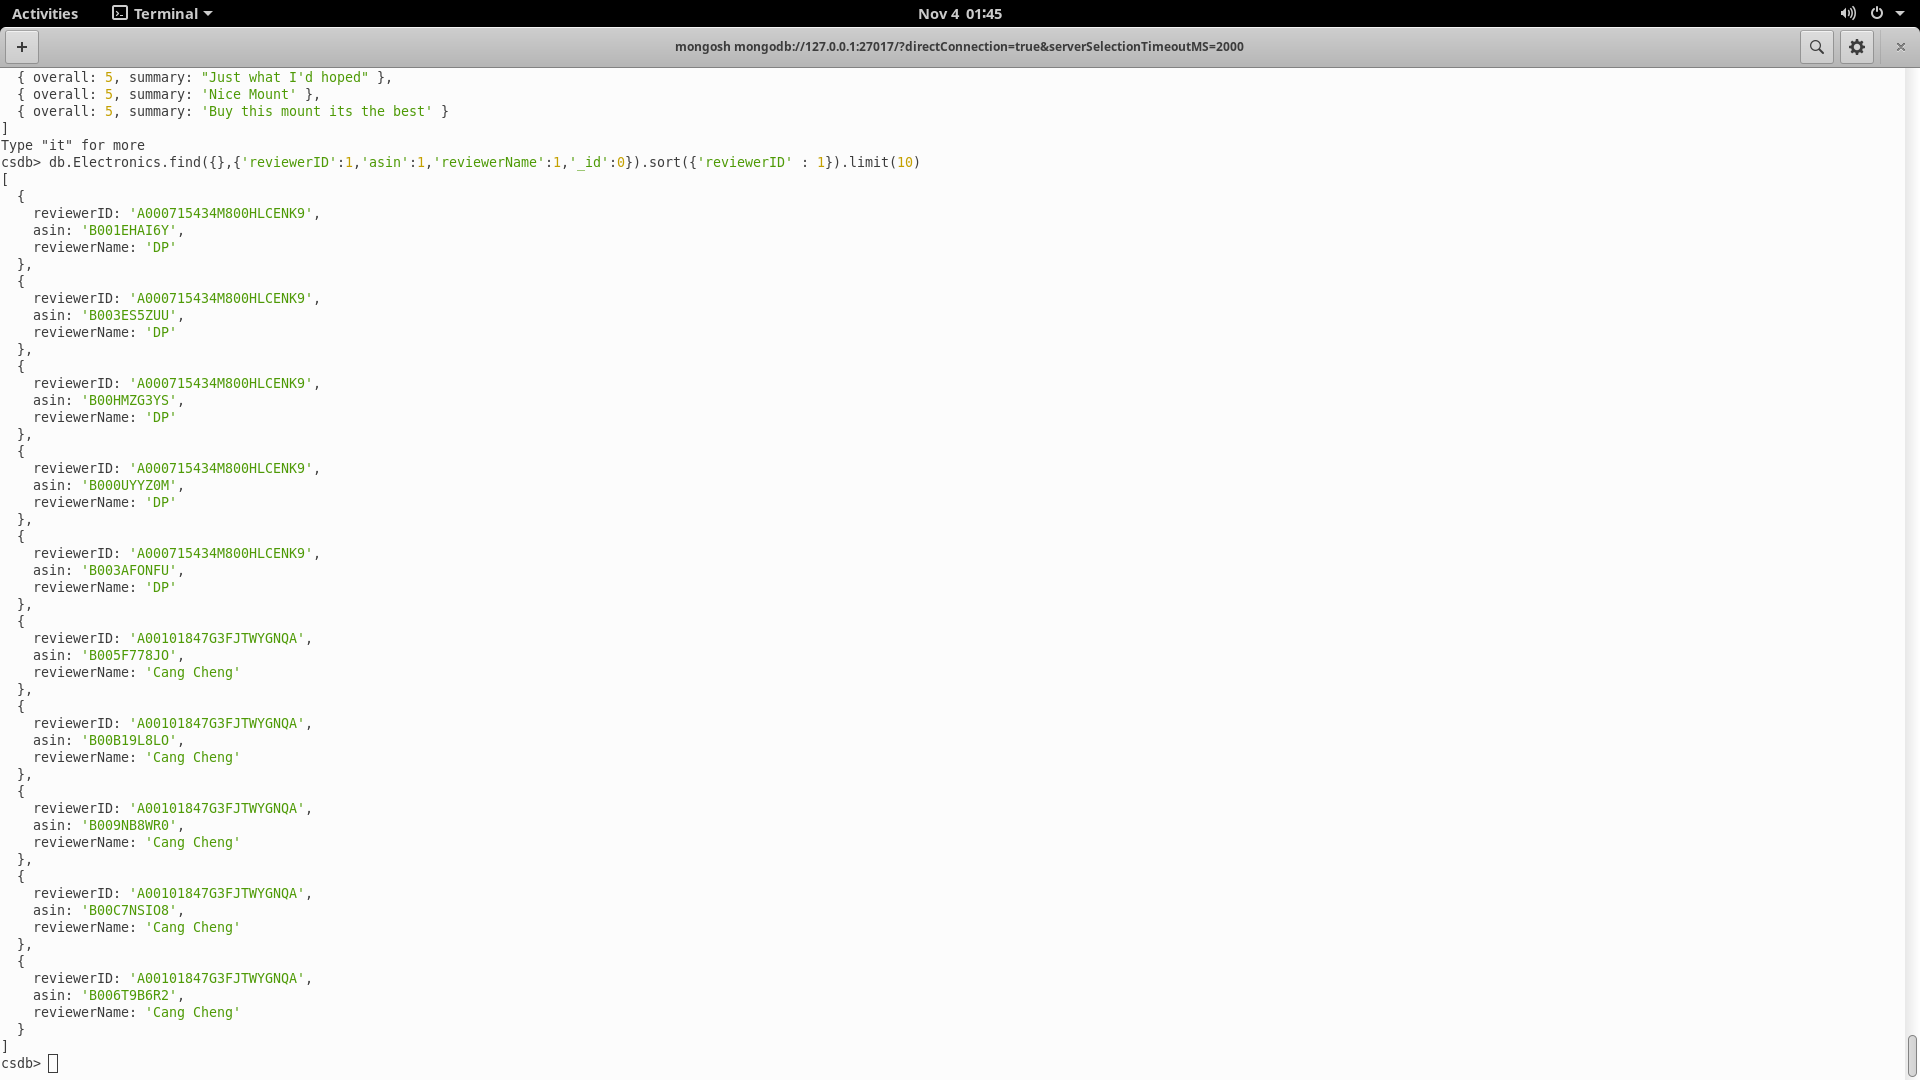 Activities Terminal Nov 4 01:45
mongosh mongodb://127.0.0.1:27017/?directConnection=true&serverSelectionTimeoutMS=2000
  { overall: 5, summary: "Just what I'd hoped" },
  { overall: 5, summary: 'Nice Mount' },
  { overall: 5, summary: 'Buy this mount its the best' }
]
Type "it" for more
csdb> db.Electronics.find({},{'reviewerID':1,'asin':1,'reviewerName':1,'_id':0}).sort({'reviewerID' : 1}).limit(10)
[
  {
    reviewerID: 'A000715434M800HLCENK9',
    asin: 'B001EHAI6Y',
    reviewerName: 'DP'
  },
  {
    reviewerID: 'A000715434M800HLCENK9',
    asin: 'B003ES5ZUU',
    reviewerName: 'DP'
  },
  {
    reviewerID: 'A000715434M800HLCENK9',
    asin: 'B00HMZG3YS',
    reviewerName: 'DP'
  },
  {
    reviewerID: 'A000715434M800HLCENK9',
    asin: 'B000UYYZ0M',
    reviewerName: 'DP'
  },
  {
    reviewerID: 'A000715434M800HLCENK9',
    asin: 'B003AFONFU',
    reviewerName: 'DP'
  },
  {
    reviewerID: 'A00101847G3FJTWYGNQA',
    asin: 'B005F778JO',
    reviewerName: 'Cang Cheng'
  },
  {
    reviewerID: 'A00101847G3FJTWYGNQA',
    asin: 'B00B19L8LO',
    reviewerName: 'Cang Cheng'
  },
  {
    reviewerID: 'A00101847G3FJTWYGNQA',
    asin: 'B009NB8WR0',
    reviewerName: 'Cang Cheng'
  },
  {
    reviewerID: 'A00101847G3FJTWYGNQA',
    asin: 'B00C7NSIO8',
    reviewerName: 'Cang Cheng'
  },
  {
    reviewerID: 'A00101847G3FJTWYGNQA',
    asin: 'B006T9B6R2',
    reviewerName: 'Cang Cheng'
  }
]
csdb>